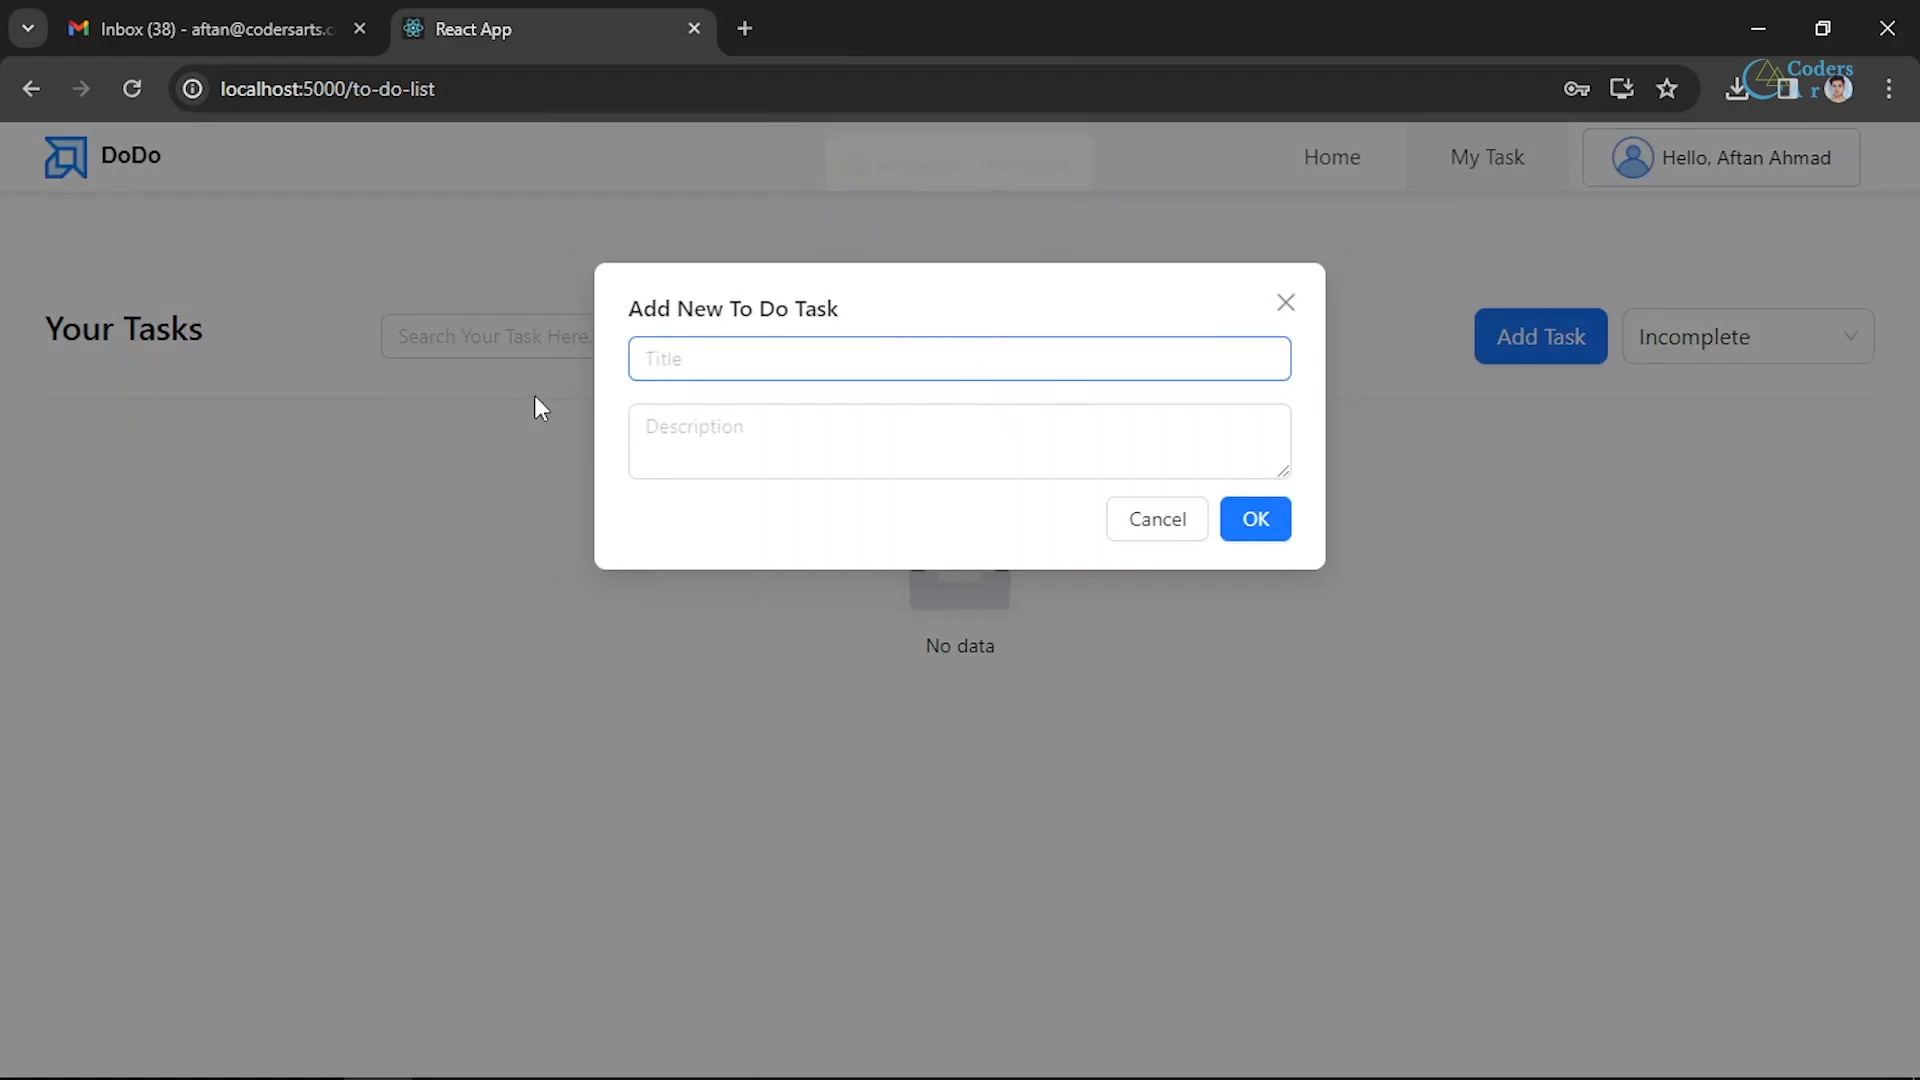 Inbox (38) - aftan@codersarts.c
React App
localhost:5000/to-do-list
Coders
Ar
DoDo
Home
My Task
Hello, Aftan Ahmad
Your Tasks
Search Your Task Here.
Add Task
Incomplete
Add New To Do Task
Title
Description
Cancel
OK
No data